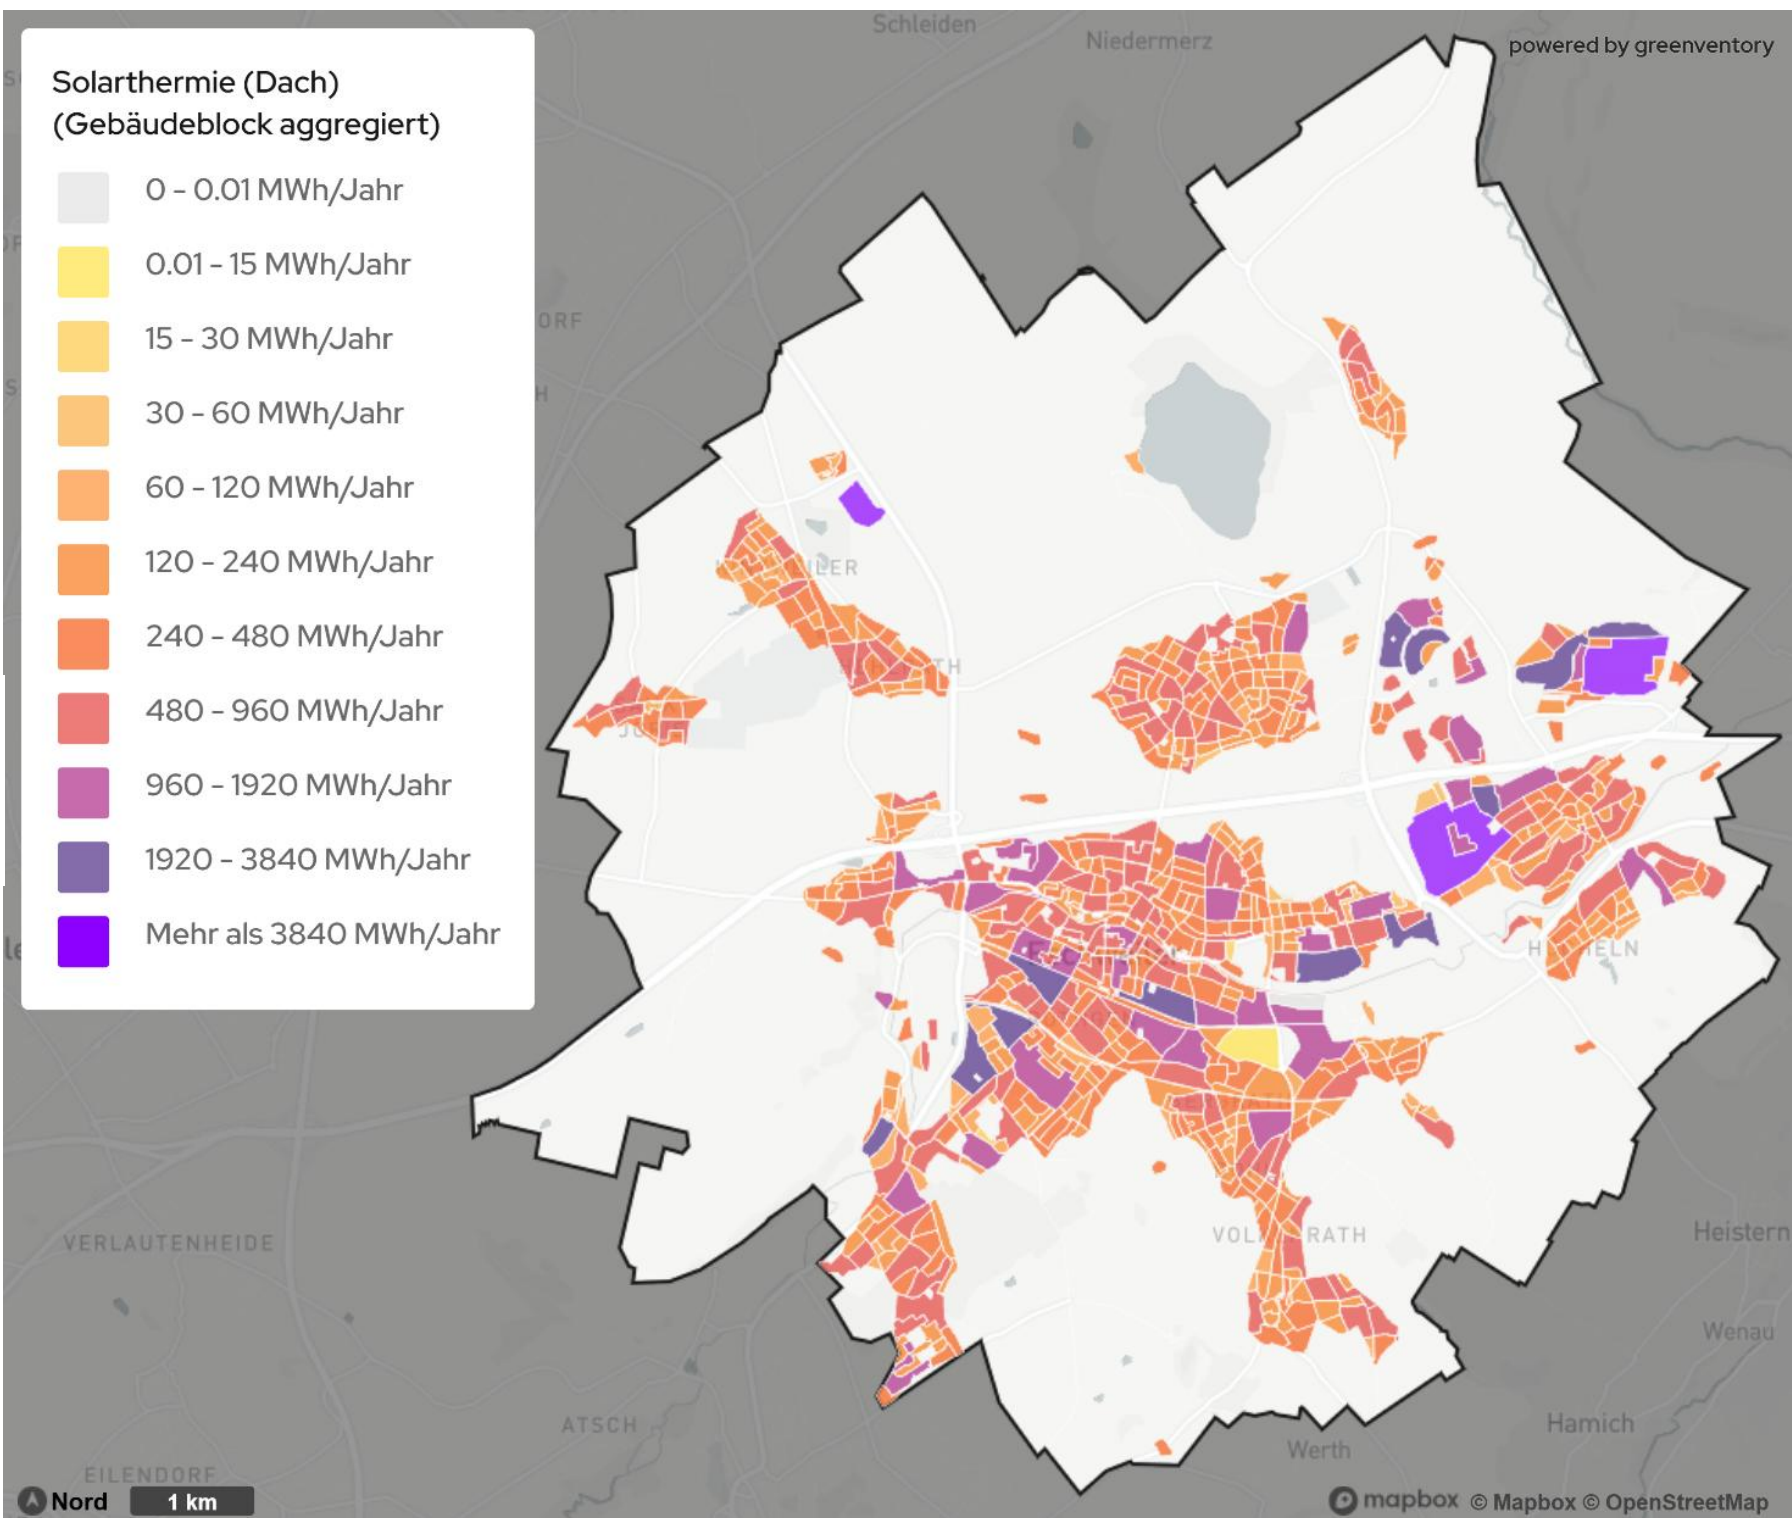 Solarthermie (Dach)
(Gebäudeblock aggregiert)
0 - 0.01 MWh/Jahr
0.01 - 15 MWh/Jahr
15 - 30 MWh/Jahr
30 - 60 MWh/Jahr
60 - 120 MWh/Jahr
120 - 240 MWh/Jahr
240 - 480 MWh/Jahr
480 - 960 MWh/Jahr
960 - 1920 MWh/Jahr
1920 - 3840 MWh/Jahr
Mehr als 3840 MWh/Jahr
powered by greenventory
Schleiden
Niedermerz
VERLAUTENHEIDE
Heistern
Wenau
ATSCH
Hamich
Werth
EILENDORF
Nord
1 km
mapbox © Mapbox © OpenStreetMap